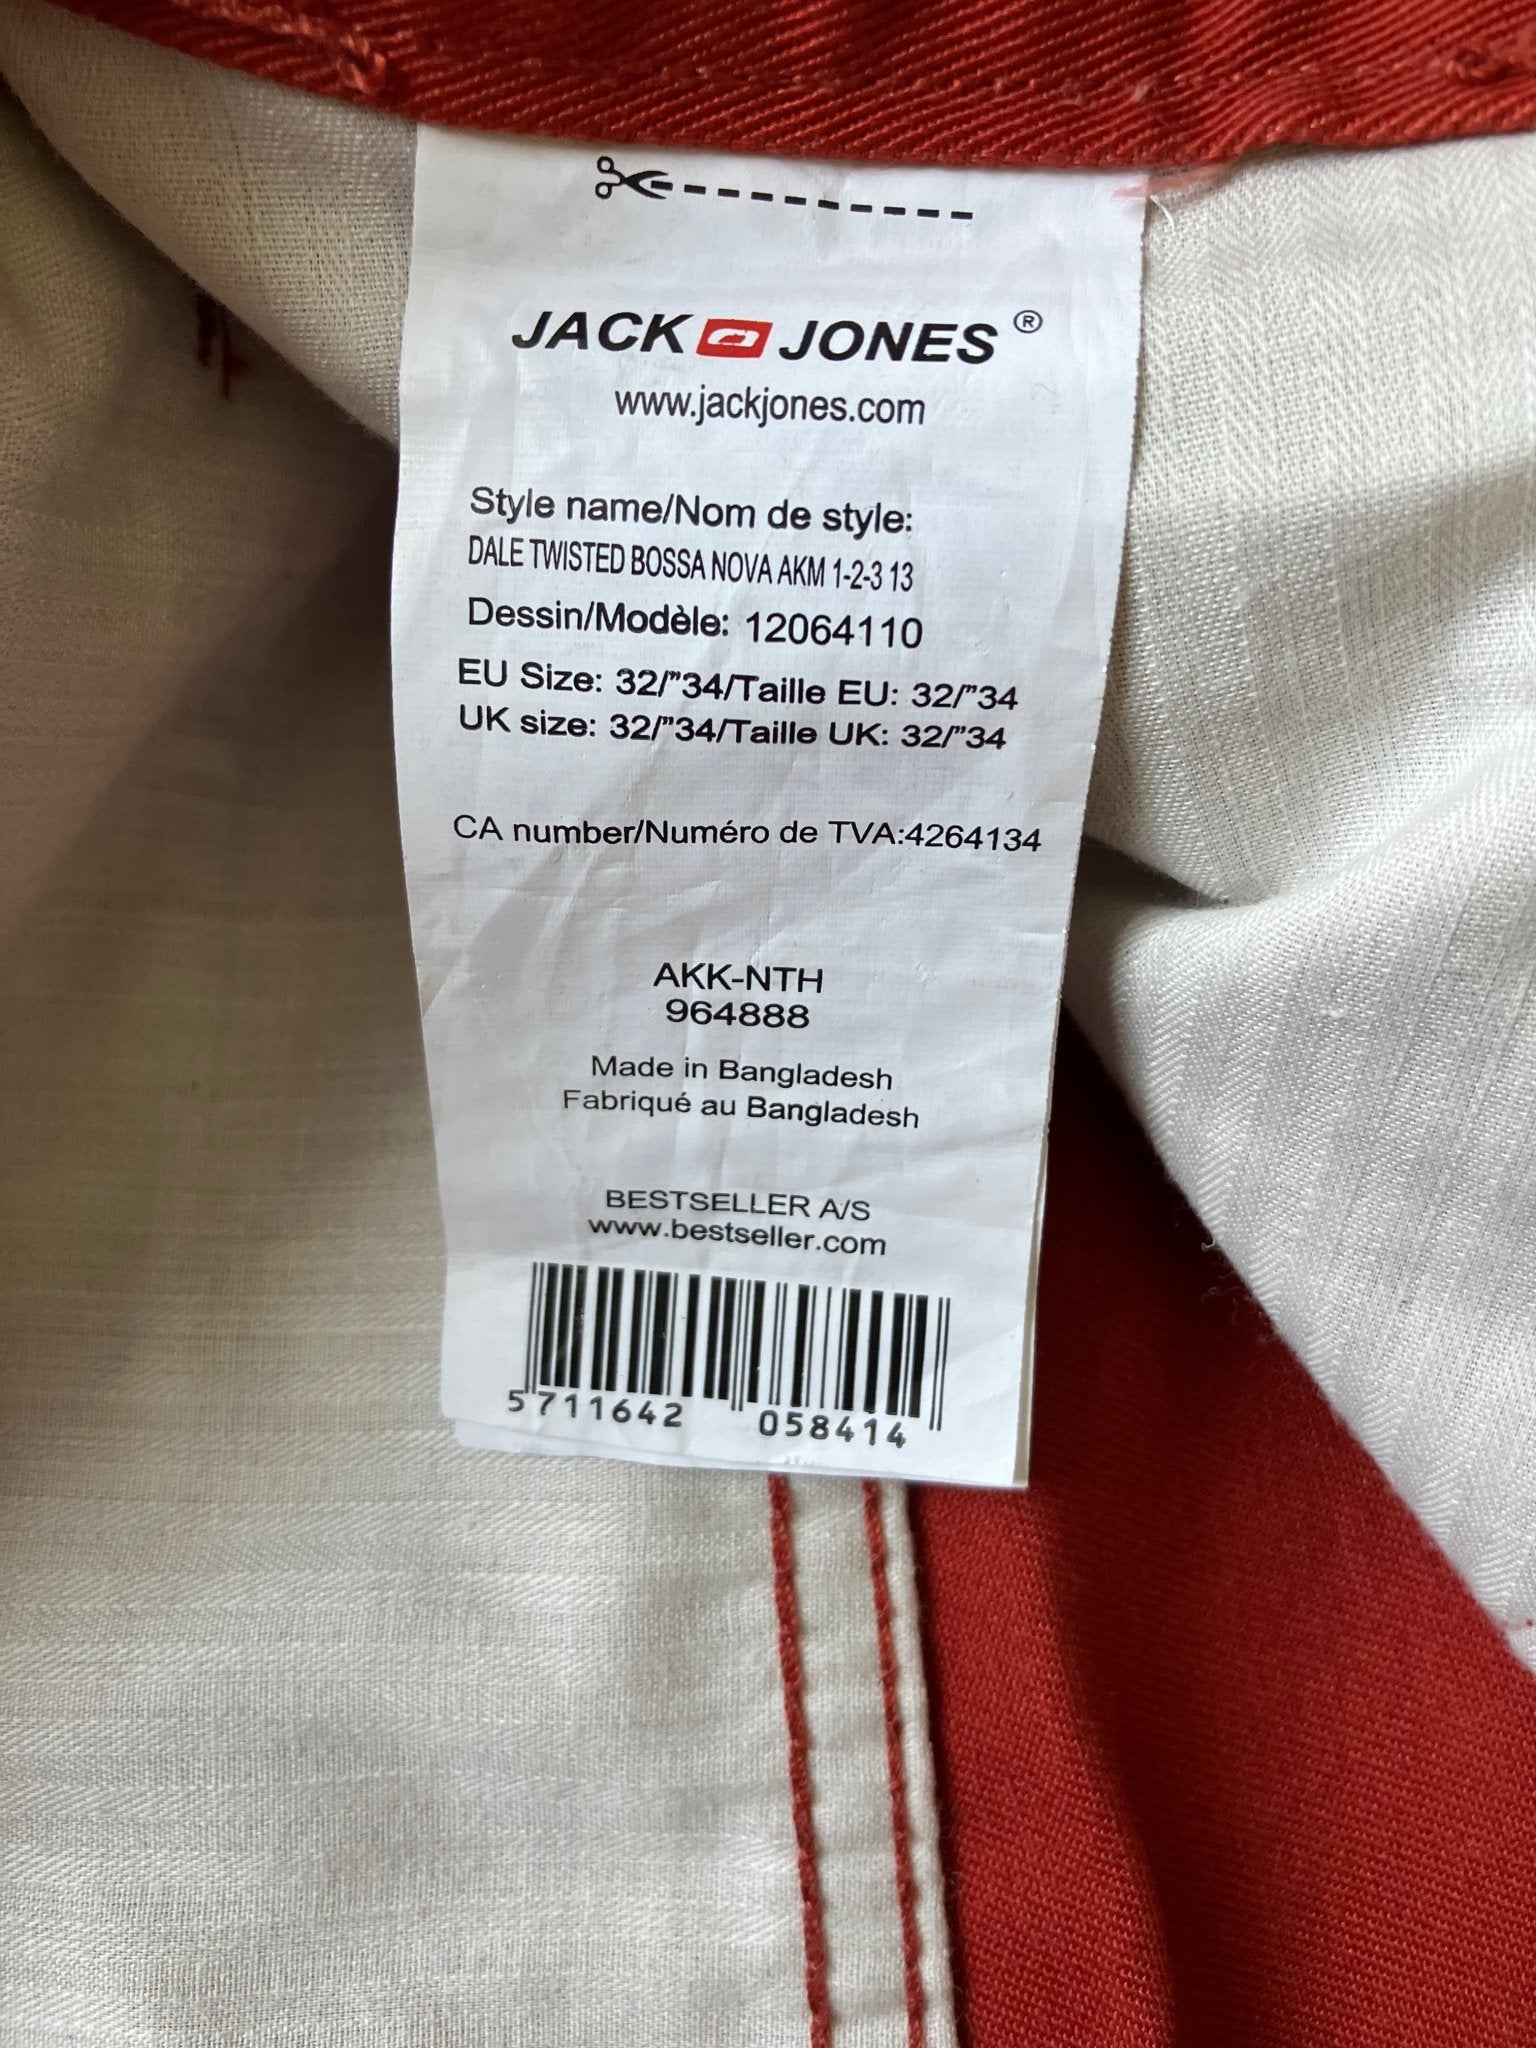 JACK JONES ®
www.jackjones.com
Style name/Nom de style:
DALE TWISTED BOSSA NOVA AKM 1-2-3 13
Dessin/Modèle: 12064110
EU Size: 32/"34/Taille EU: 32/"34
UK size: 32/"34/Taille UK: 32/"34
CA number/Numéro de TVA:4264134
AKK-NTH
964888
Made in Bangladesh
Fabriqué au Bangladesh
BESTSELLER A/S
www.bestseller.com
5 711642 058414